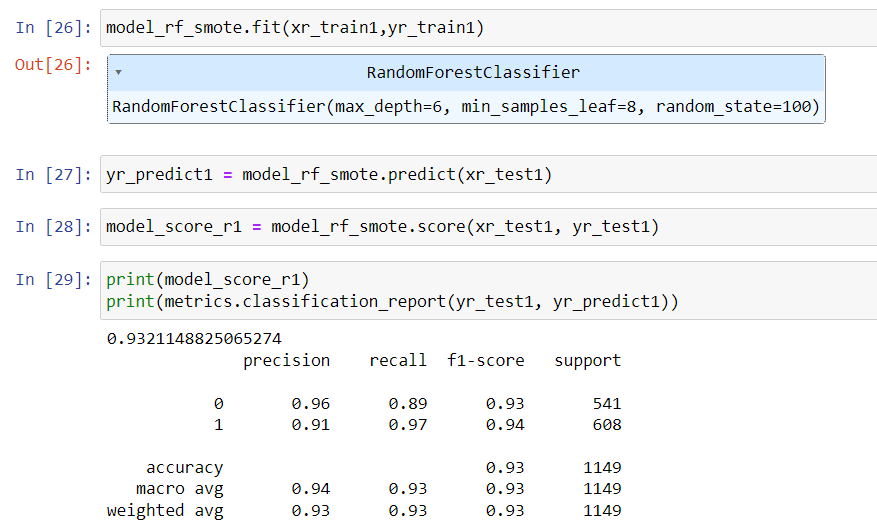 In [26]: model_rf_smote.fit(xr_train1,yr_train1)
Out[26]: ▾ RandomForestClassifier
RandomForestClassifier(max_depth=6, min_samples_leaf=8, random_state=100)
In [27]: yr_predict1 = model_rf_smote.predict(xr_test1)
In [28]: model_score_r1 = model_rf_smote.score(xr_test1, yr_test1)
In [29]: print(model_score_r1)
print(metrics.classification_report(yr_test1, yr_predict1))
0.9321148825065274
precision recall f1-score support
0 0.96 0.89 0.93 541
1 0.91 0.97 0.94 608
accuracy 0.93 1149
macro avg 0.94 0.93 0.93 1149
weighted avg 0.93 0.93 0.93 1149